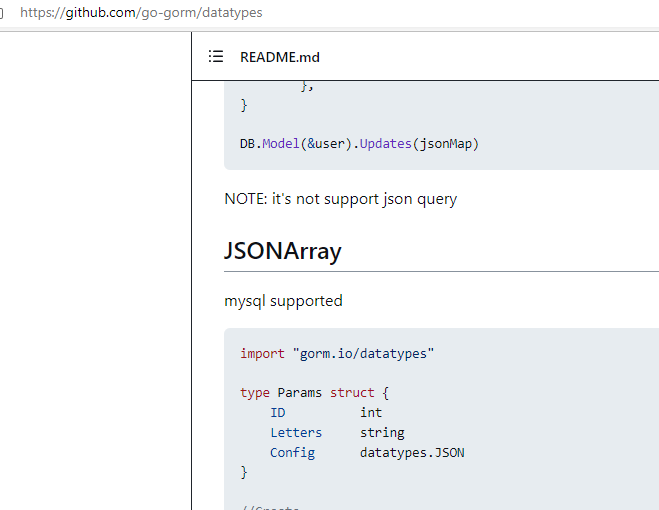 https://github.com/go-gorm/datatypes
README.md
},
}
DB.Model(&user).Updates(jsonMap)
NOTE: it's not support json query
JSONArray
mysql supported
import "gorm.io/datatypes"
type Params struct {
ID int
Letters string
Config datatypes.JSON
}
//Create